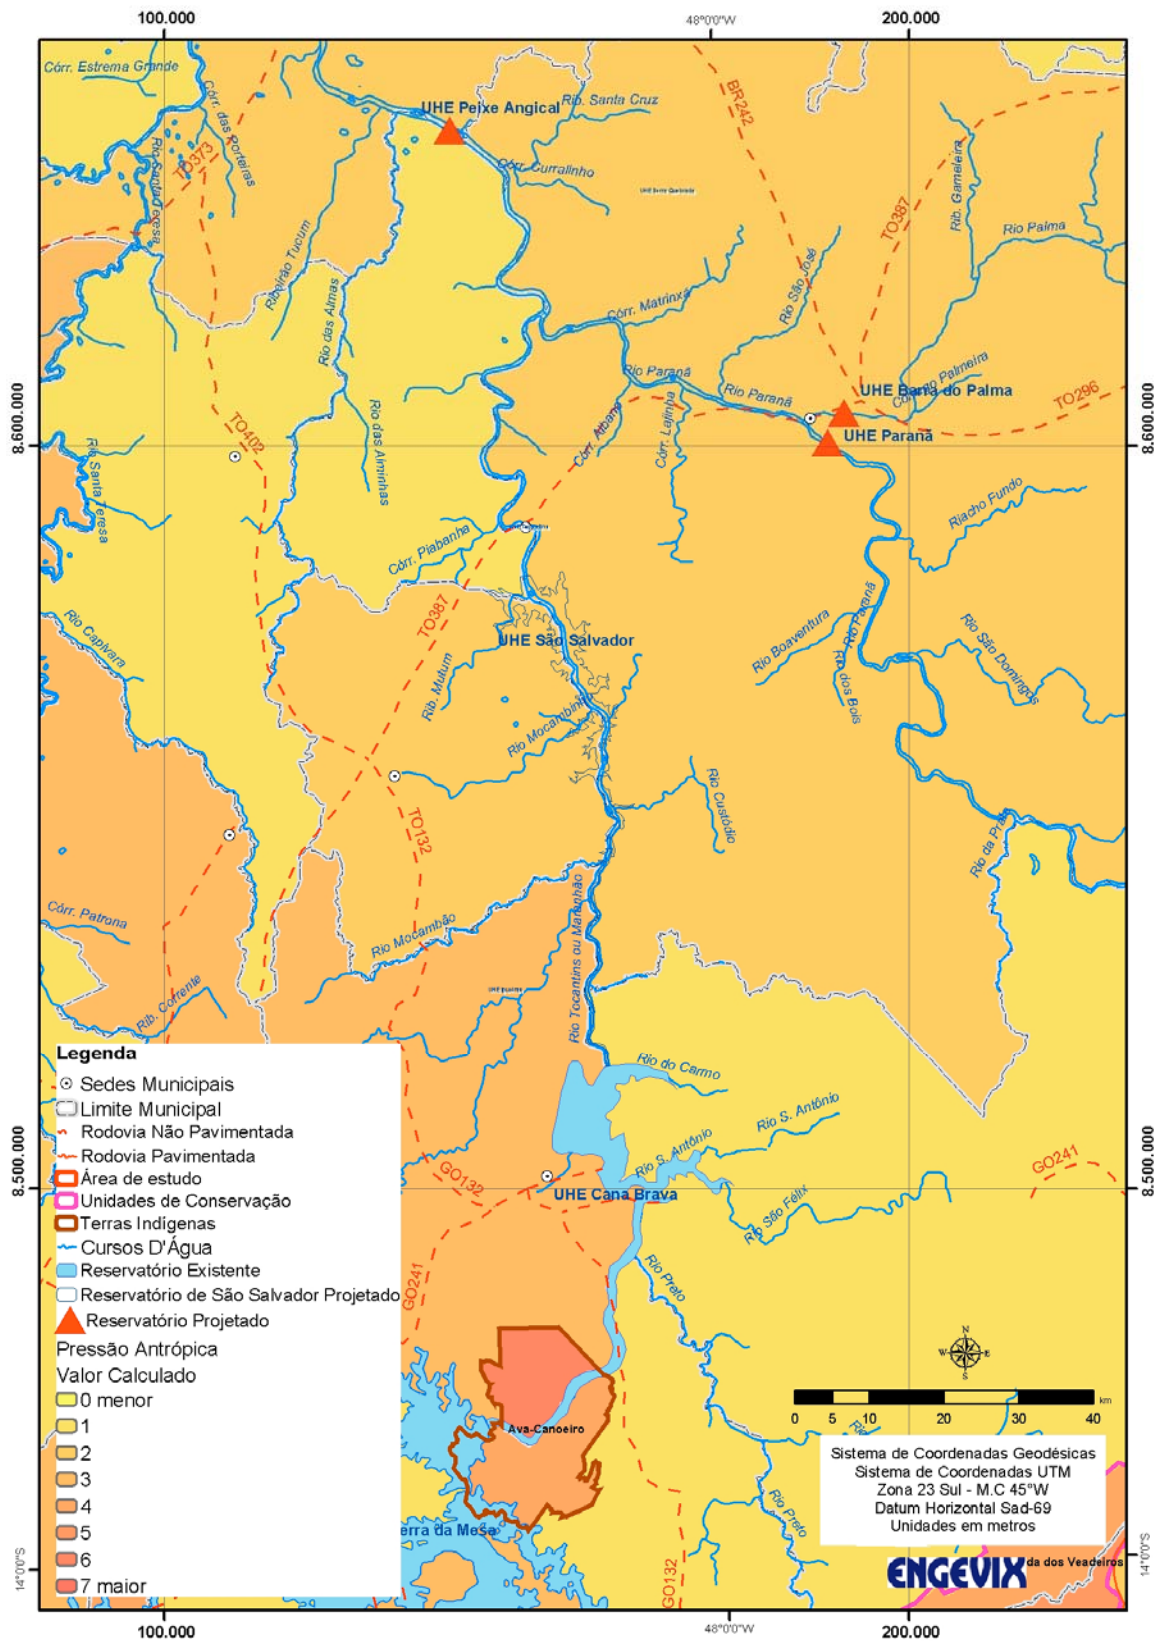 100.000
48°0'0"W
200.000
Córr. Estrema Grande
Córr. das Porteiras
Rio Santa Teresa
TO373
UHE Peixe Angical
Rib. Santa Cruz
Córr. Curralinho
BR242
TO387
Rib. Gameleira
Rio Palma
Ribeirão Tucum
Rio das Almas
Córr. Matrinxã
Rio São José
Rio Paranã
Rio Paranã
UHE Barra do Palma
TO296
UHE Paranã
8.600.000
8.600.000
TO402
Rio Santa Teresa
Rio das Alminhas
Córr. Albano
Córr. Lajinha
Riacho Fundo
Córr. Piabanha
TO387
Rio Capivara
UHE São Salvador
Rib. Mutum
Rio Mocambinho
Rio Boaventura
Rio Paranã
Rib. dos Bois
Rio São Domingos
TO132
Rio Custódio
Rio da Prata
Córr. Patrona
Rio Mocambão
Rio Tocantins ou Maranhão
Rib. Corrente
Rio do Carmo
Rio S. Antônio
Rio S. Antônio
GO132
UHE Cana Brava
Rio São Félix
GO241
8.500.000
8.500.000
GO241
Rio Preto
Legenda
Sedes Municipais
Limite Municipal
Rodovia Não Pavimentada
Rodovia Pavimentada
Área de estudo
Unidades de Conservação
Terras Indígenas
Cursos D'Água
Reservatório Existente
Reservatório de São Salvador Projetado
Reservatório Projetado
Pressão Antrópica
Valor Calculado
0 menor
1
2
3
4
5
6
7 maior
Ava-Canoeiro
erra da Mesa
GO132
Rio Preto
N
W E
S
0 5 10 20 30 40
km
Sistema de Coordenadas Geodésicas
Sistema de Coordenadas UTM
Zona 23 Sul - M.C 45°W
Datum Horizontal Sad-69
Unidades em metros
ENGEVIX
da dos Veadeiros
14°0'0"S
14°0'0"S
100.000
48°0'0"W
200.000